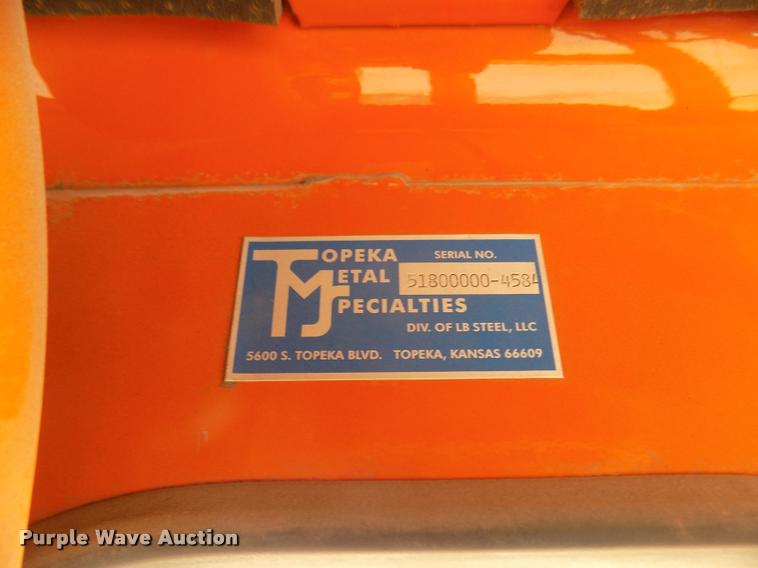 TOPEKA
METAL
SPECIALTIES
SERIAL NO.
51800000-4584
DIV. OF LB STEEL, LLC
5600 S. TOPEKA BLVD. TOPEKA, KANSAS 66609
Purple Wave Auction